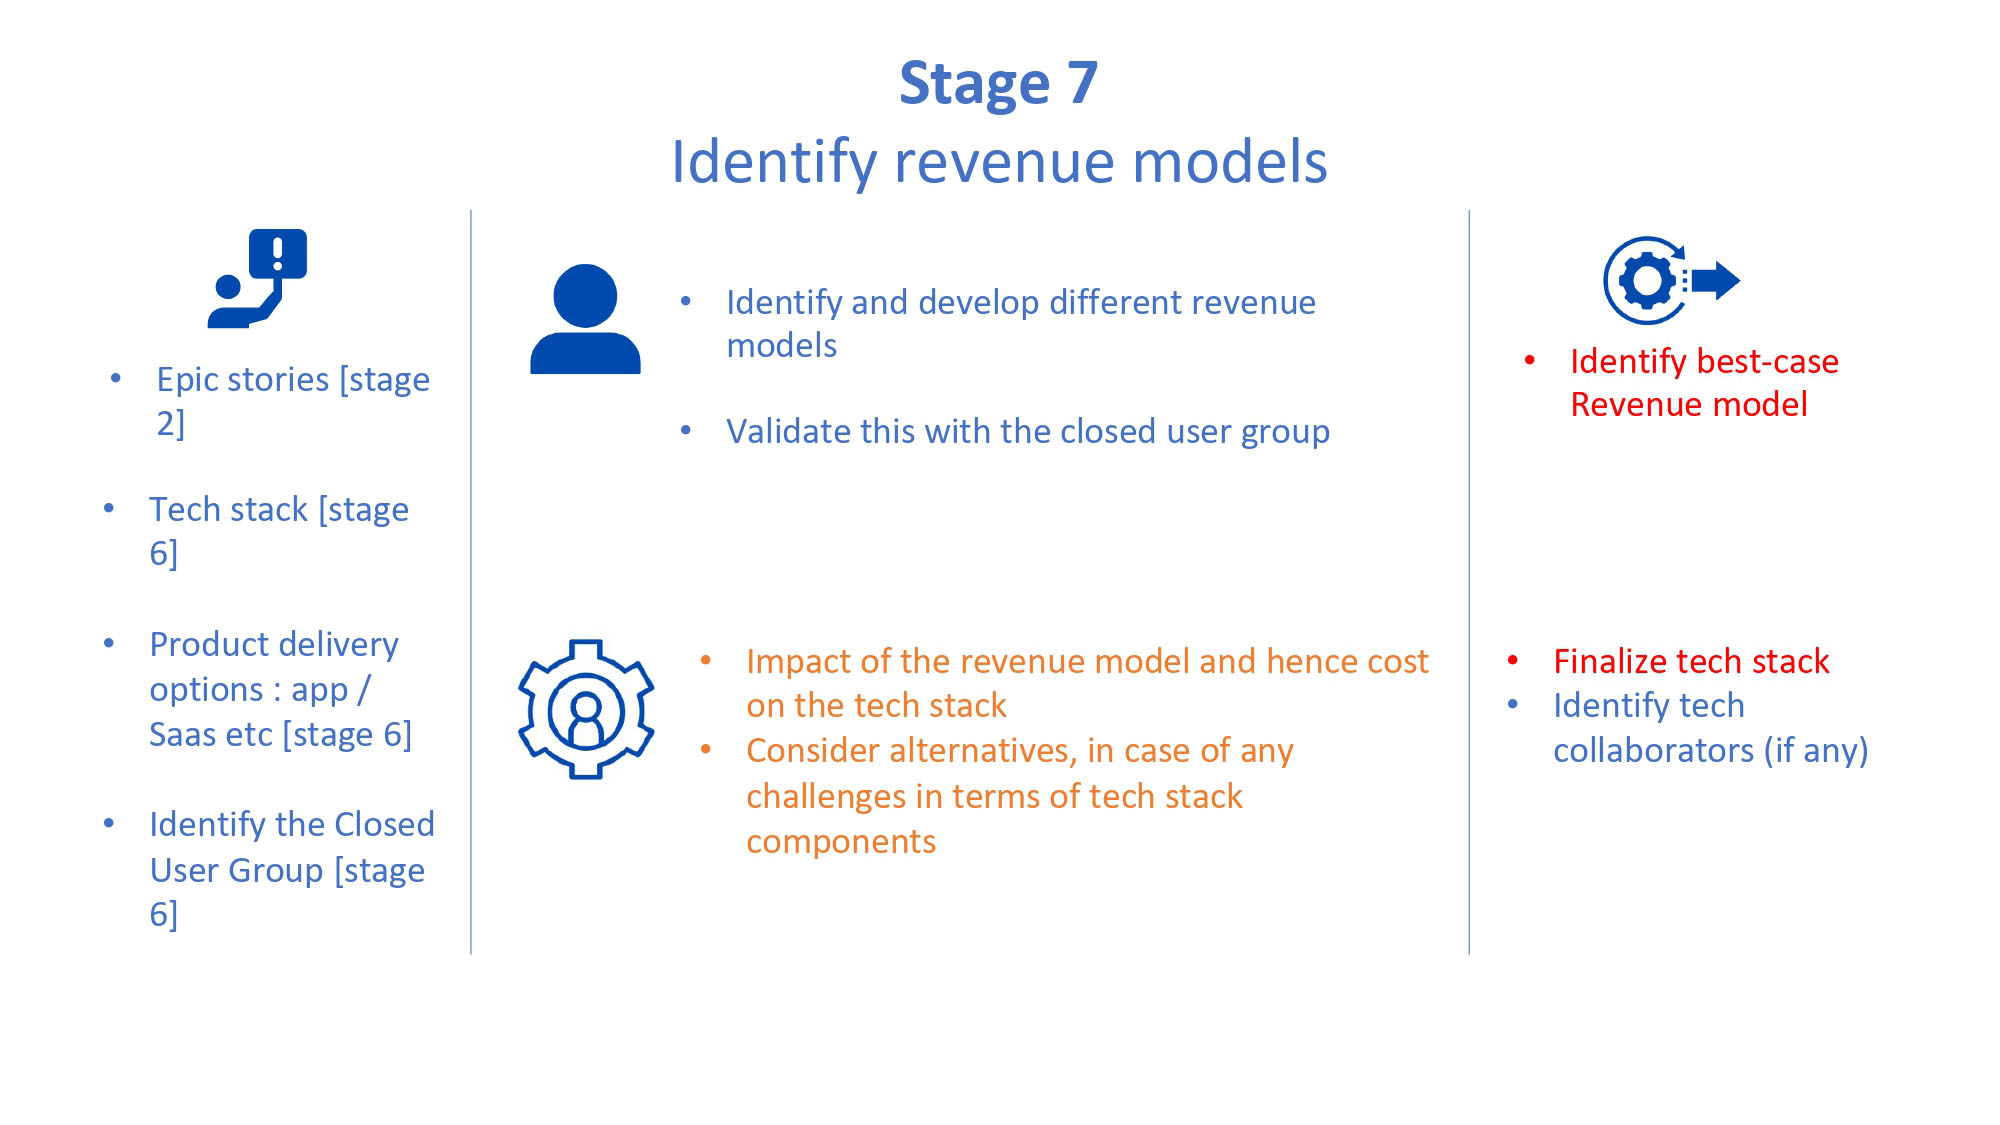 Stage 7
Identify revenue models
• Epic stories [stage
2]
• Tech stack [stage
6]
• Product delivery
options : app /
Saas etc [stage 6]
• Identify the Closed
User Group [stage
6]
• Identify and develop different revenue
models
• Validate this with the closed user group
• Impact of the revenue model and hence cost
on the tech stack
• Consider alternatives, in case of any
challenges in terms of tech stack
components
• Identify best-case
Revenue model
• Finalize tech stack
• Identify tech
collaborators (if any)